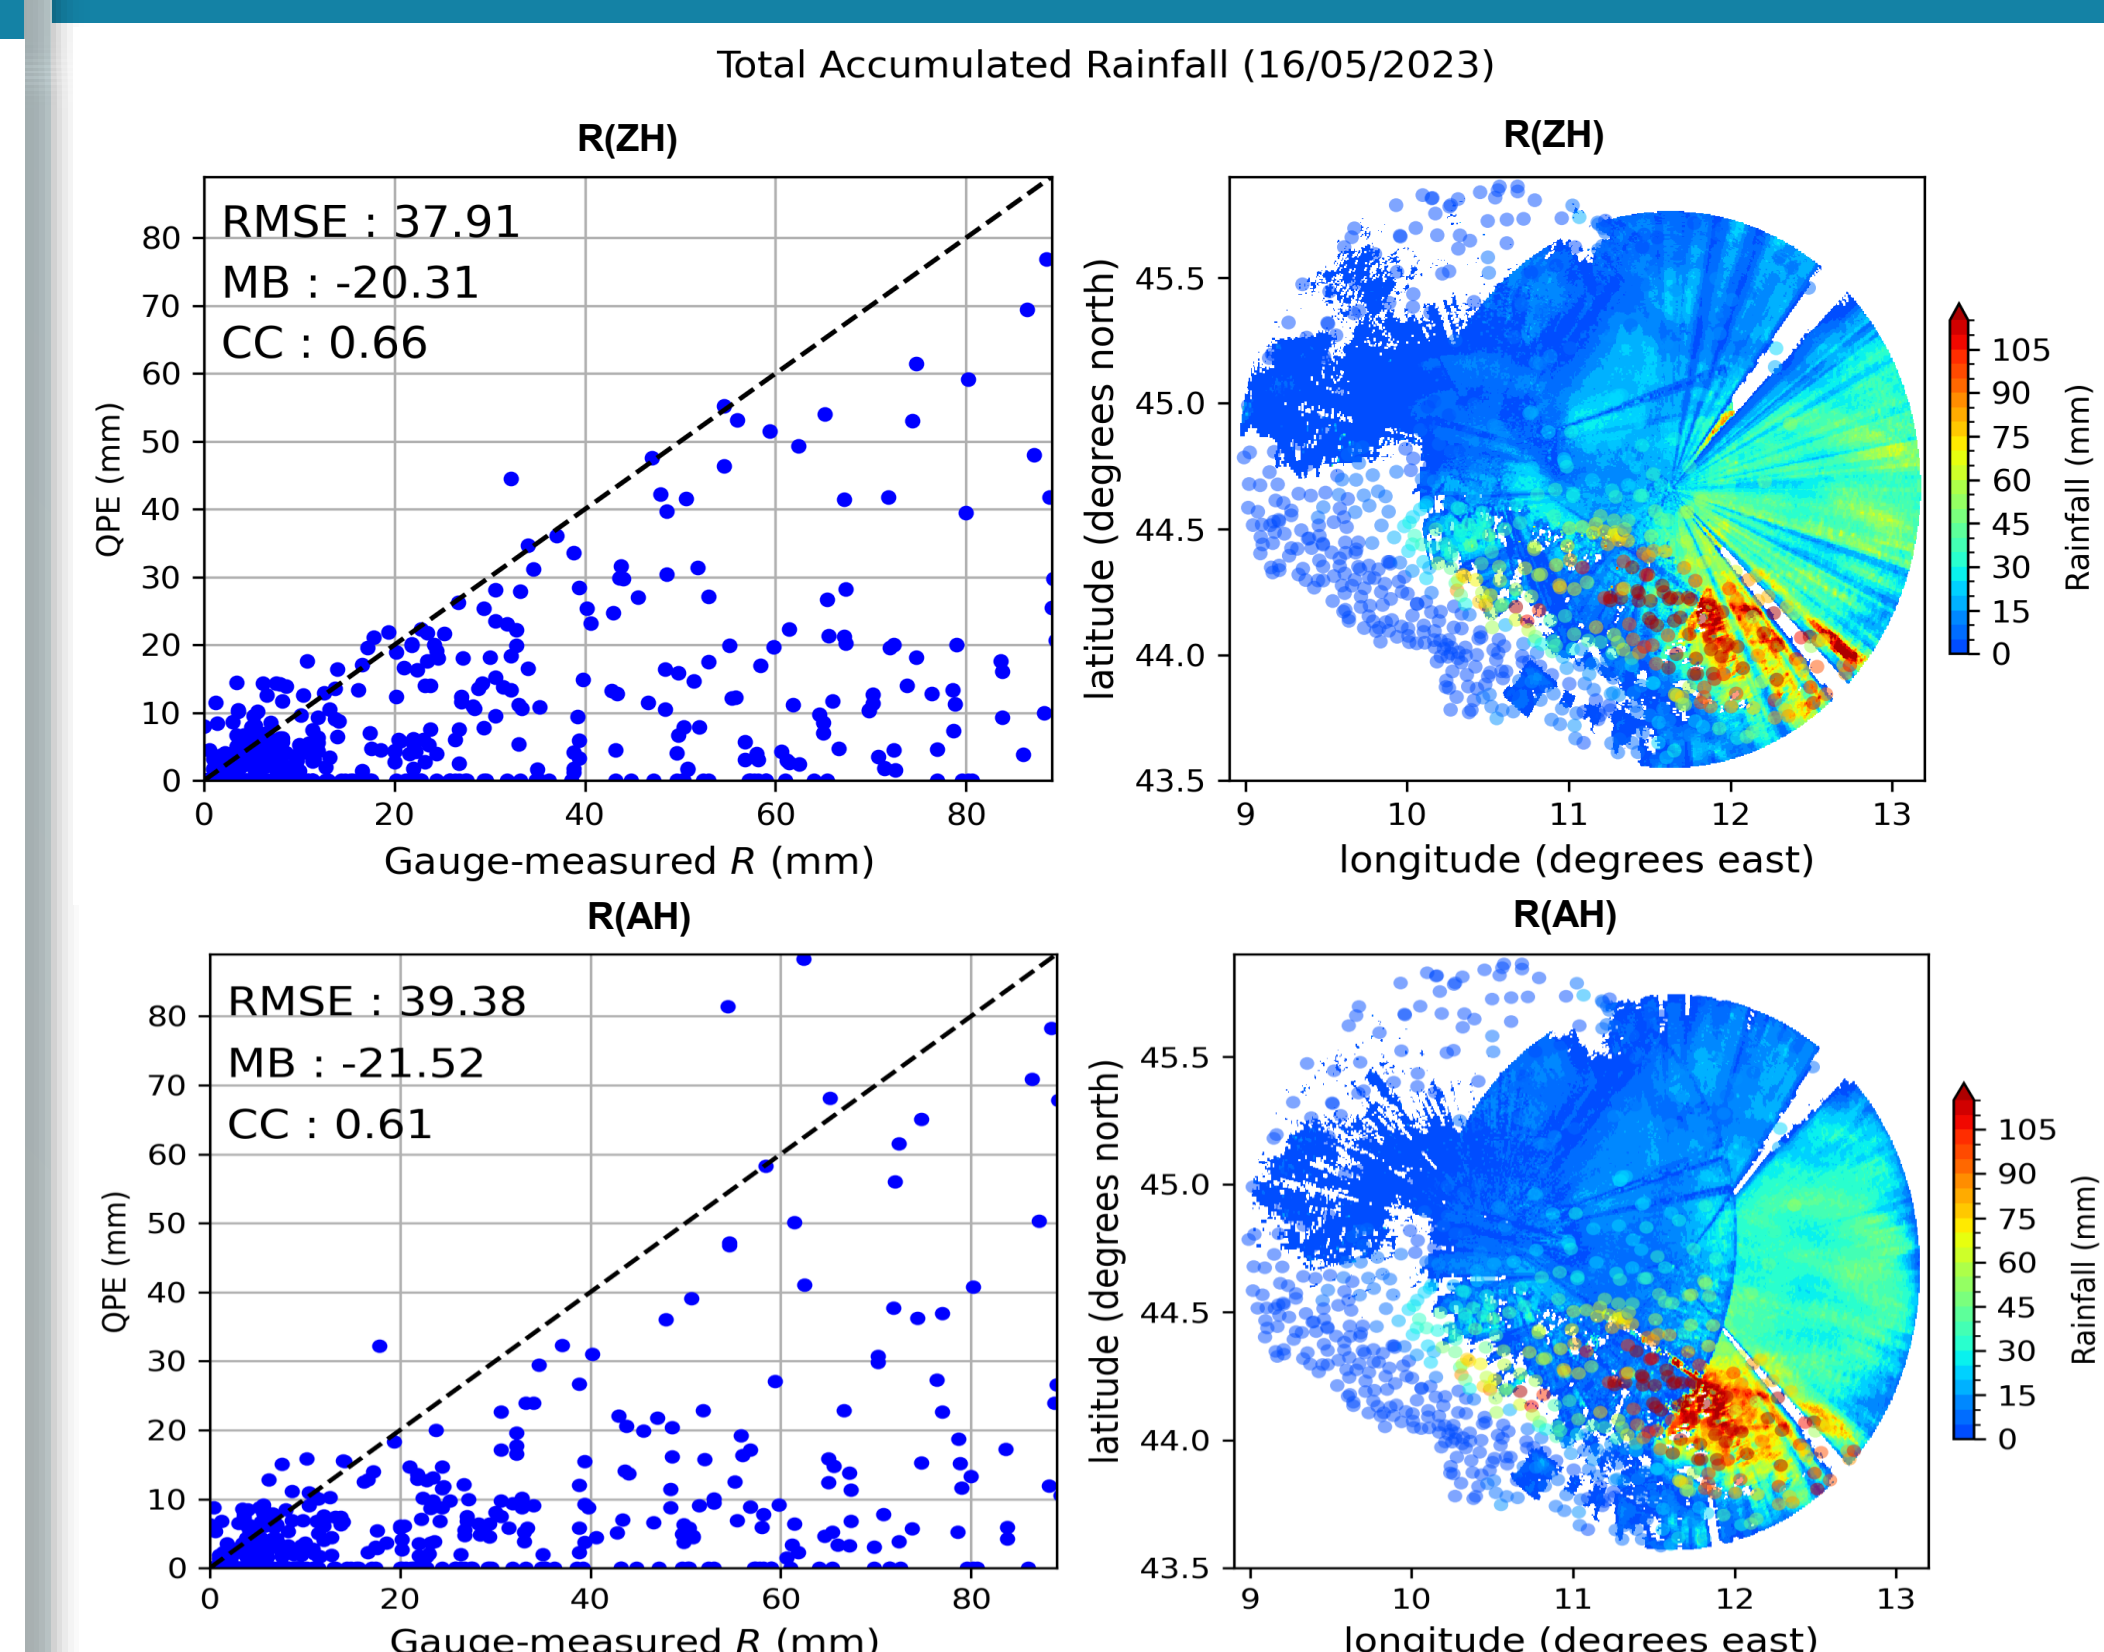 Total Accumulated Rainfall (16/05/2023)
R(ZH)
RMSE : 37.91
MB : -20.31
CC : 0.66
80
70
60
50
40
30
20
10
0
QPE (mm)
0 20 40 60 80
Gauge-measured R (mm)
R(ZH)
45.5
45.0
44.5
44.0
43.5
latitude (degrees north)
9 10 11 12 13
longitude (degrees east)
105
90
75
60
45
30
15
0
Rainfall (mm)
R(AH)
RMSE : 39.38
MB : -21.52
CC : 0.61
80
70
60
50
40
30
20
10
0
QPE (mm)
0 20 40 60 80
Gauge-measured R (mm)
R(AH)
45.5
45.0
44.5
44.0
43.5
latitude (degrees north)
9 10 11 12 13
longitude (degrees east)
105
90
75
60
45
30
15
0
Rainfall (mm)